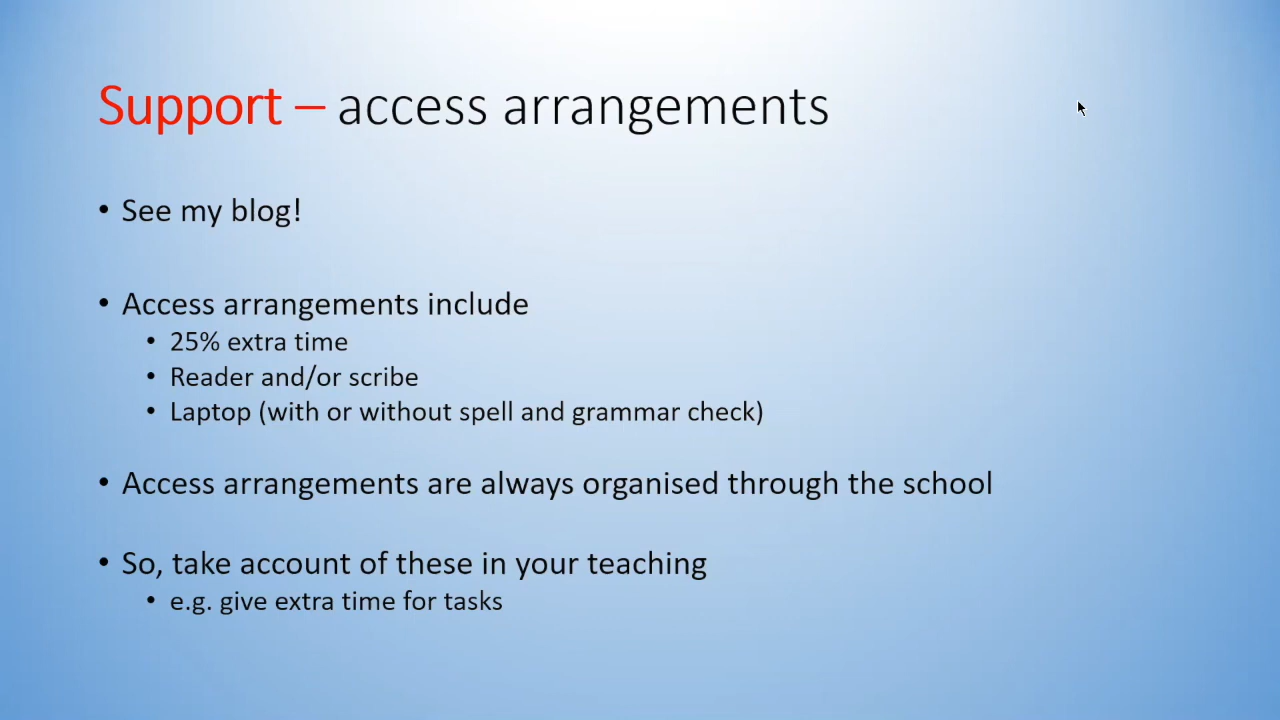 Support – access arrangements
• See my blog!
• Access arrangements include
• 25% extra time
• Reader and/or scribe
• Laptop (with or without spell and grammar check)
• Access arrangements are always organised through the school
• So, take account of these in your teaching
• e.g. give extra time for tasks